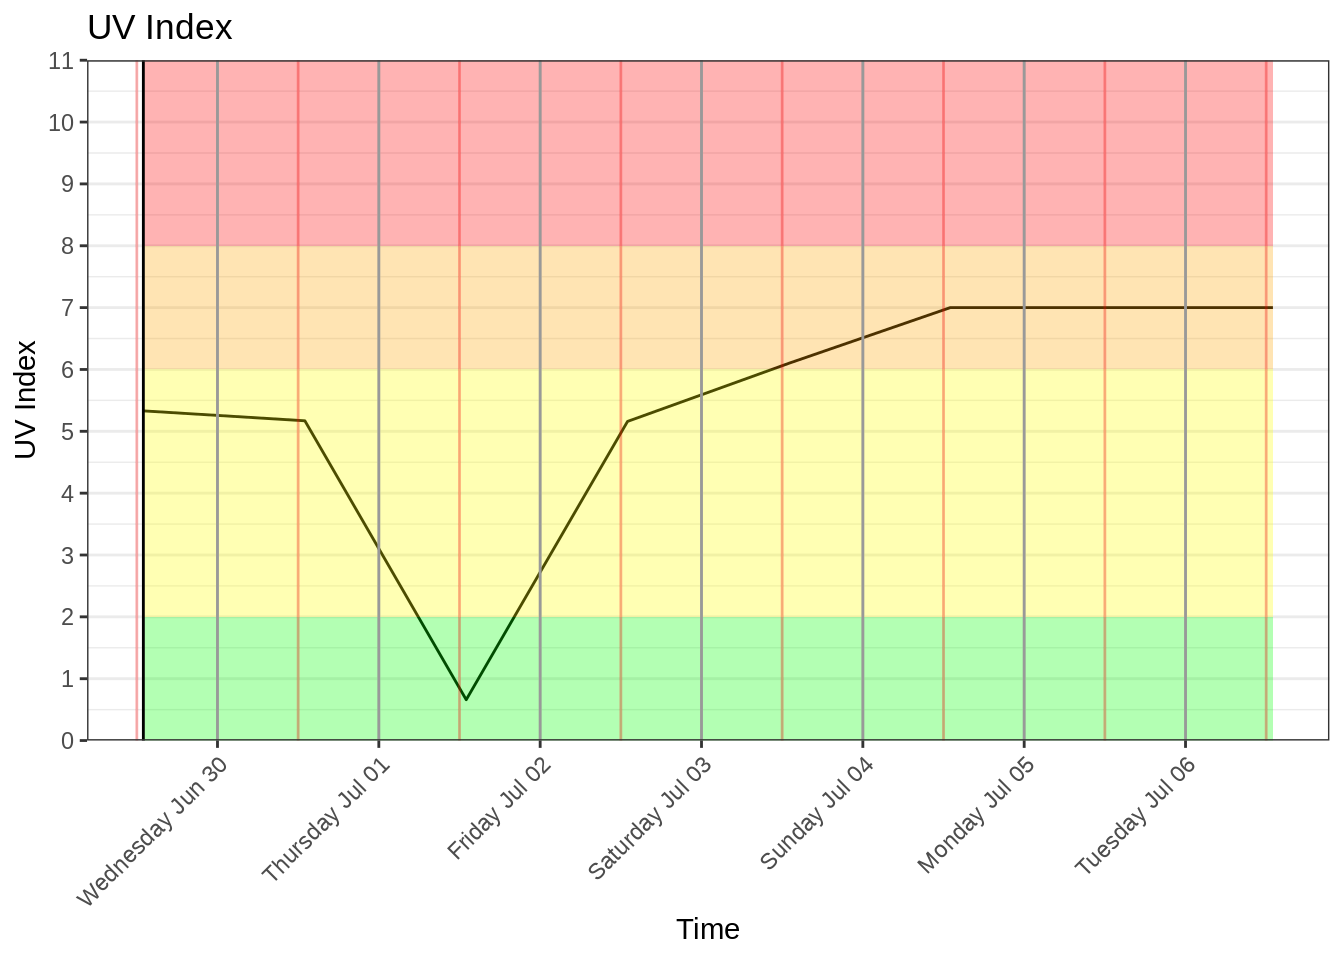 UV Index
11
10
9
8
7
6
5
4
3
2
1
0
UV Index
Wednesday Jun 30
Thursday Jul 01
Friday Jul 02
Saturday Jul 03
Sunday Jul 04
Monday Jul 05
Tuesday Jul 06
Time